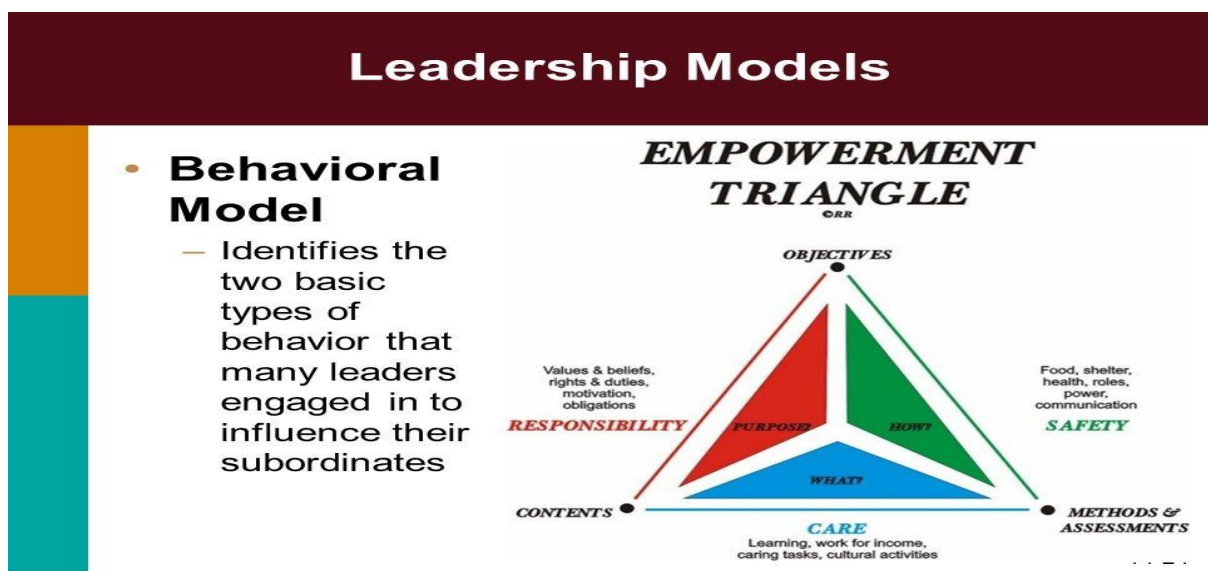 Leadership Models
• Behavioral
Model
– Identifies the
two basic
types of
behavior that
many leaders
engaged in to
influence their
subordinates
EMPOWERMENT
TRIANGLE
©RR
OBJECTIVES
Values & beliefs,
rights & duties,
motivation,
obligations
RESPONSIBILITY
PURPOSE?
HOW?
Food, shelter,
health, roles,
power,
communication
SAFETY
WHAT?
CONTENTS
METHODS &
ASSESSMENTS
CARE
Learning, work for income,
caring tasks, cultural activities